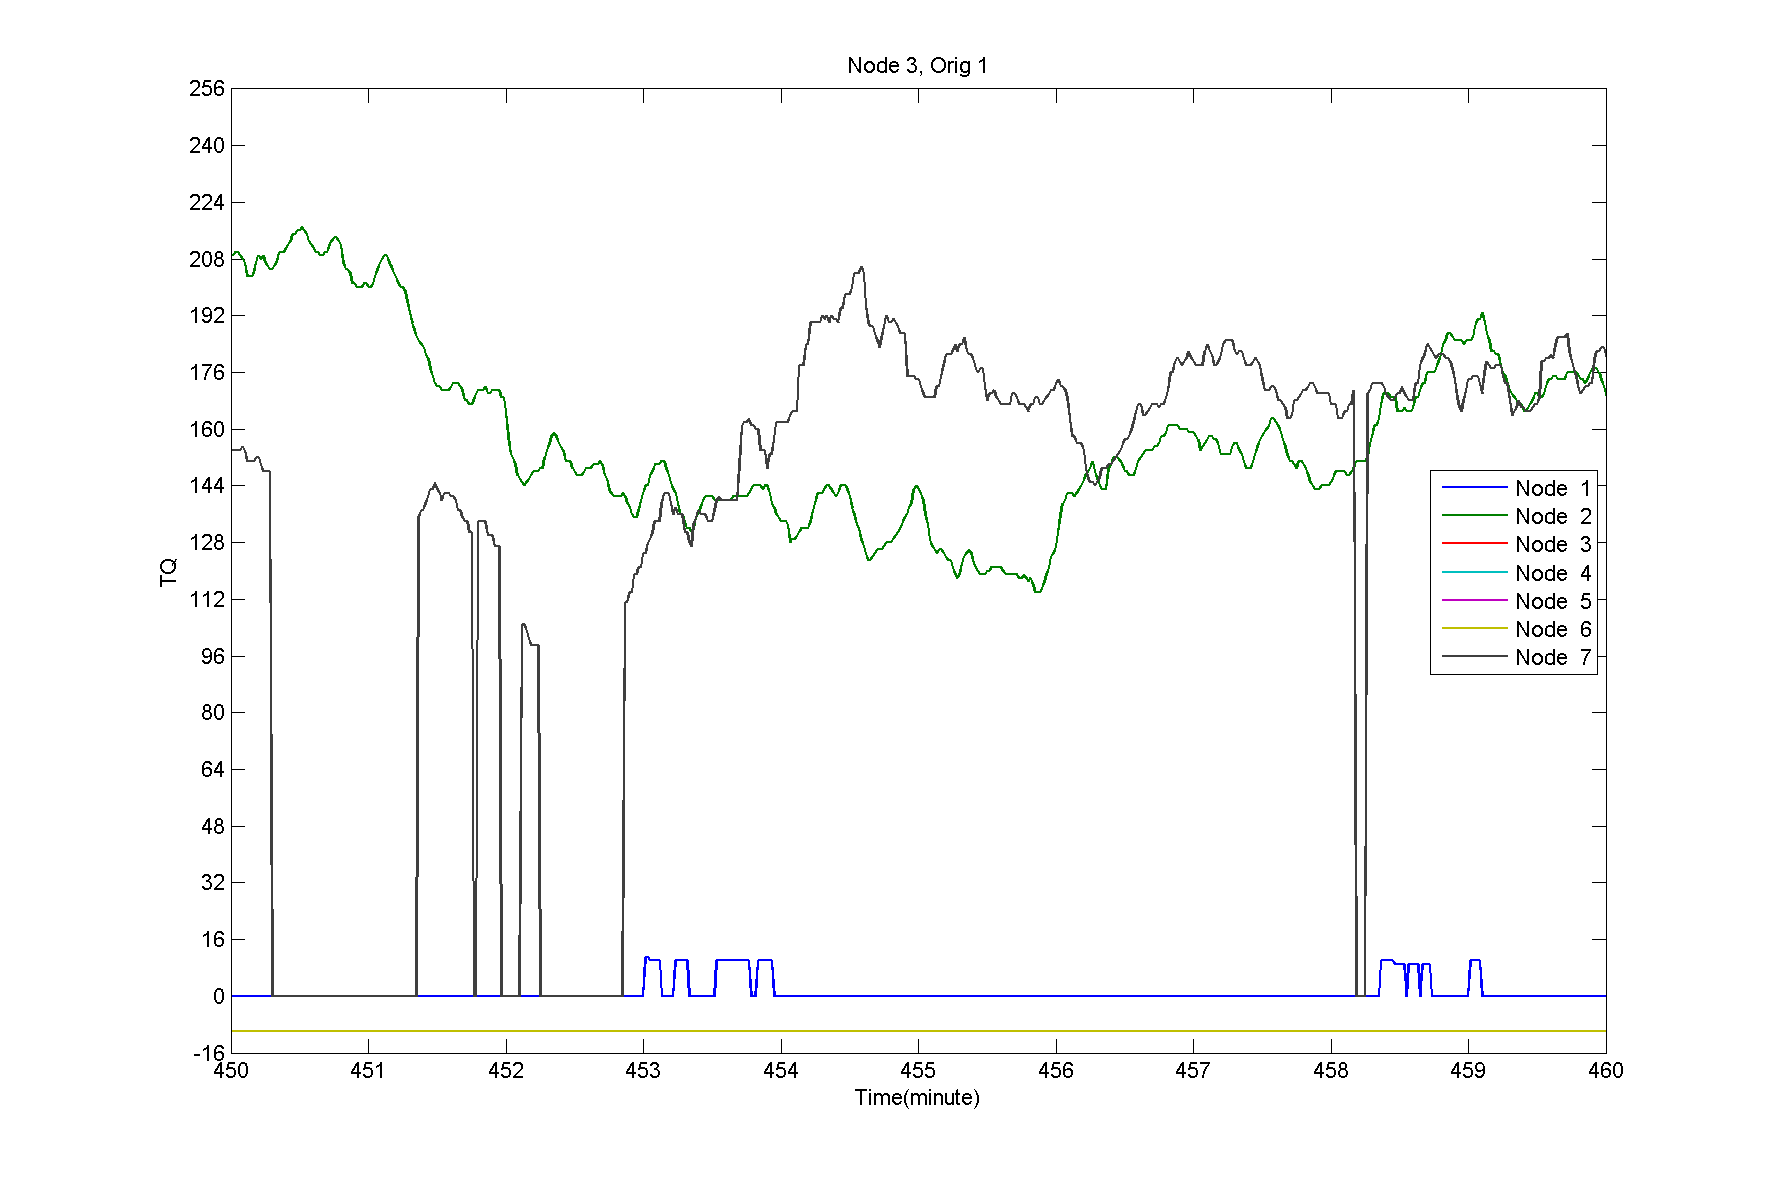 Node 3, Orig 1
256
240
224
208
192
176
160
144
128
112
96
80
64
48
32
16
0
-16
TQ
Node 1
Node 2
Node 3
Node 4
Node 5
Node 6
Node 7
450 451 452 453 454 455 456 457 458 459 460
Time(minute)